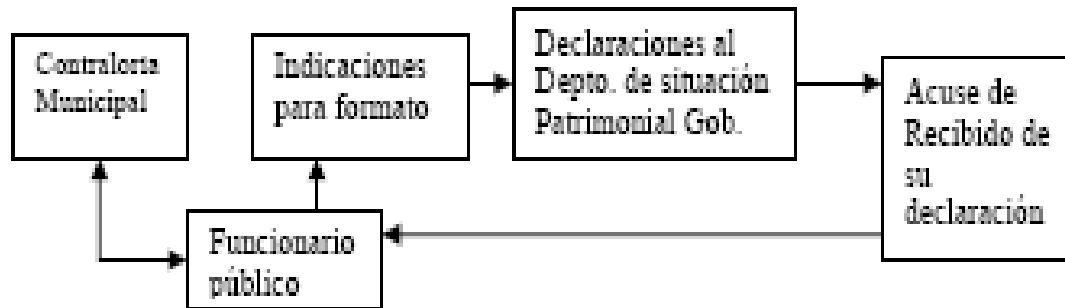 Contraloría
Municipal
Indicaciones
para formato
Declaraciones al
Depto. de situación
Patrimonial Gob.
Acuse de
Recibido de
su
declaración
Funcionario
público